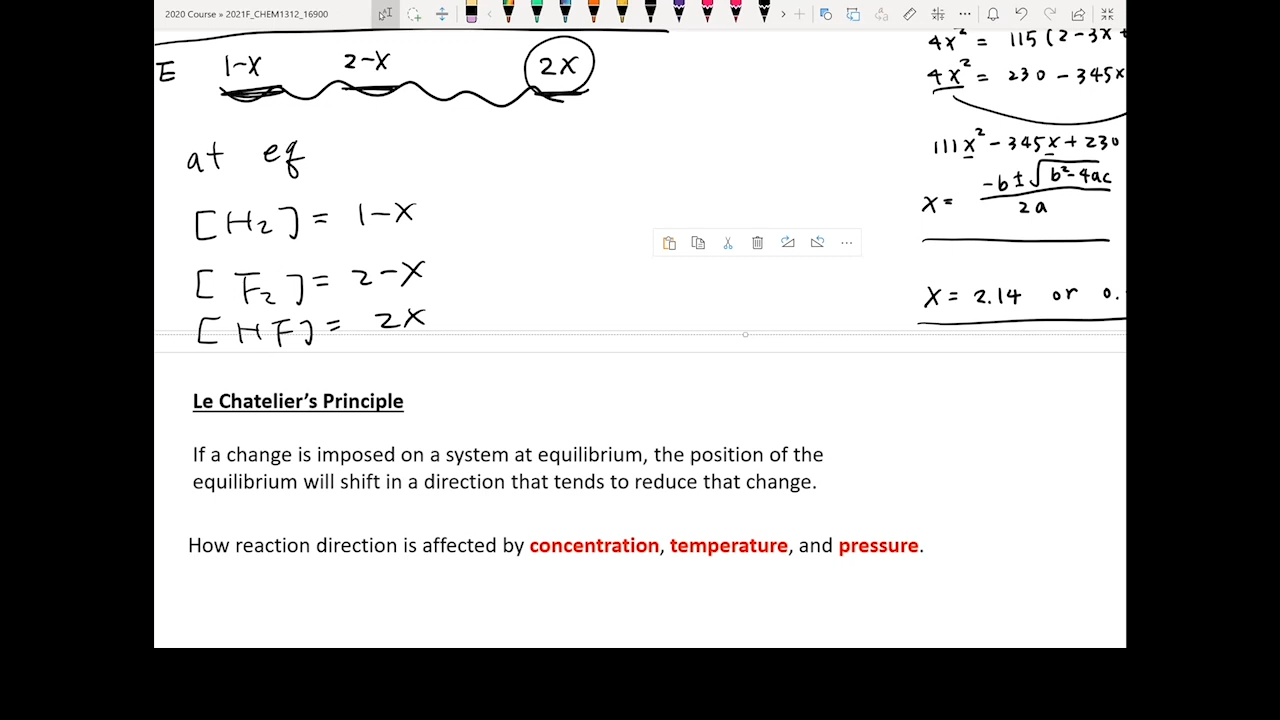 2020 Course » 2021F_CHEM1312_16900
E 1-X 2-X 2X
at eq
[H2] = 1-X
[F2] = 2-X
[HF] = 2X
4x² = 115(2-3x+
4x² = 230 - 345x
111x² - 345x + 230
x = -b ± √b²-4ac
2a
x = 2.14 or 0.
Le Chatelier’s Principle
If a change is imposed on a system at equilibrium, the position of the
equilibrium will shift in a direction that tends to reduce that change.
How reaction direction is affected by concentration, temperature, and pressure.